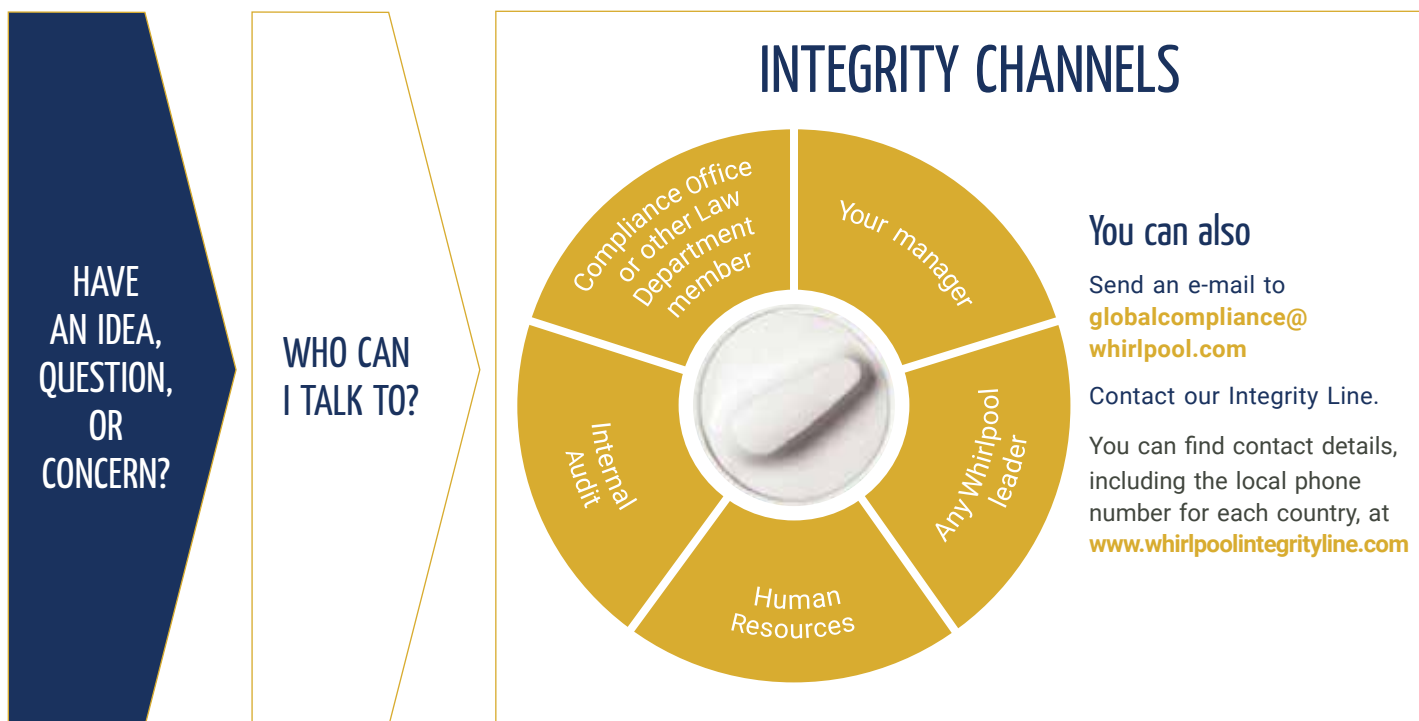 HAVE
AN IDEA,
QUESTION,
OR
CONCERN?
WHO CAN
I TALK TO?
INTEGRITY CHANNELS
Compliance Office
or other Law
Department
member
Your manager
Any Whirlpool
leader
Human
Resources
Internal
Audit
You can also
Send an e-mail to
globalcompliance@
whirlpool.com
Contact our Integrity Line.
You can find contact details,
including the local phone
number for each country, at
www.whirlpoolintegrityline.com